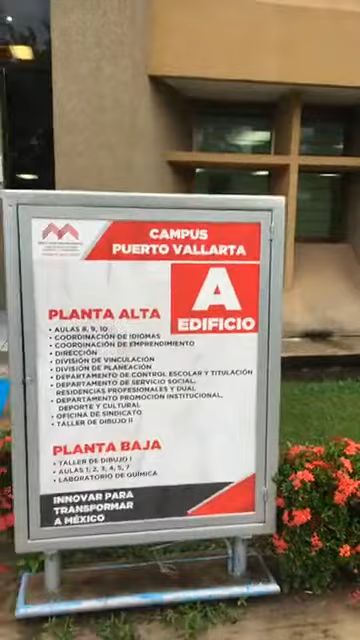 CAMPUS
PUERTO VALLARTA
A
EDIFICIO
PLANTA ALTA
• AULAS 8, 9, 10
• COORDINACIÓN DE IDIOMAS
• COORDINACIÓN DE EMPRENDIMIENTO
• DIRECCIÓN
• DIVISIÓN DE VINCULACIÓN
• DIVISIÓN DE PLANEACIÓN
• DEPARTAMENTO DE CONTROL ESCOLAR Y TITULACIÓN
• DEPARTAMENTO DE SERVICIO SOCIAL,
RESIDENCIAS PROFESIONALES Y DUAL
• DEPARTAMENTO PROMOCIÓN INSTITUCIONAL,
DEPORTE Y CULTURAL
• OFICINA DE SINDICATO
• TALLER DE DIBUJO II
PLANTA BAJA
• TALLER DE DIBUJO I
• AULAS 1, 2, 3, 4, 5, 7
• LABORATORIO DE QUÍMICA
INNOVAR PARA
TRANSFORMAR
A MÉXICO